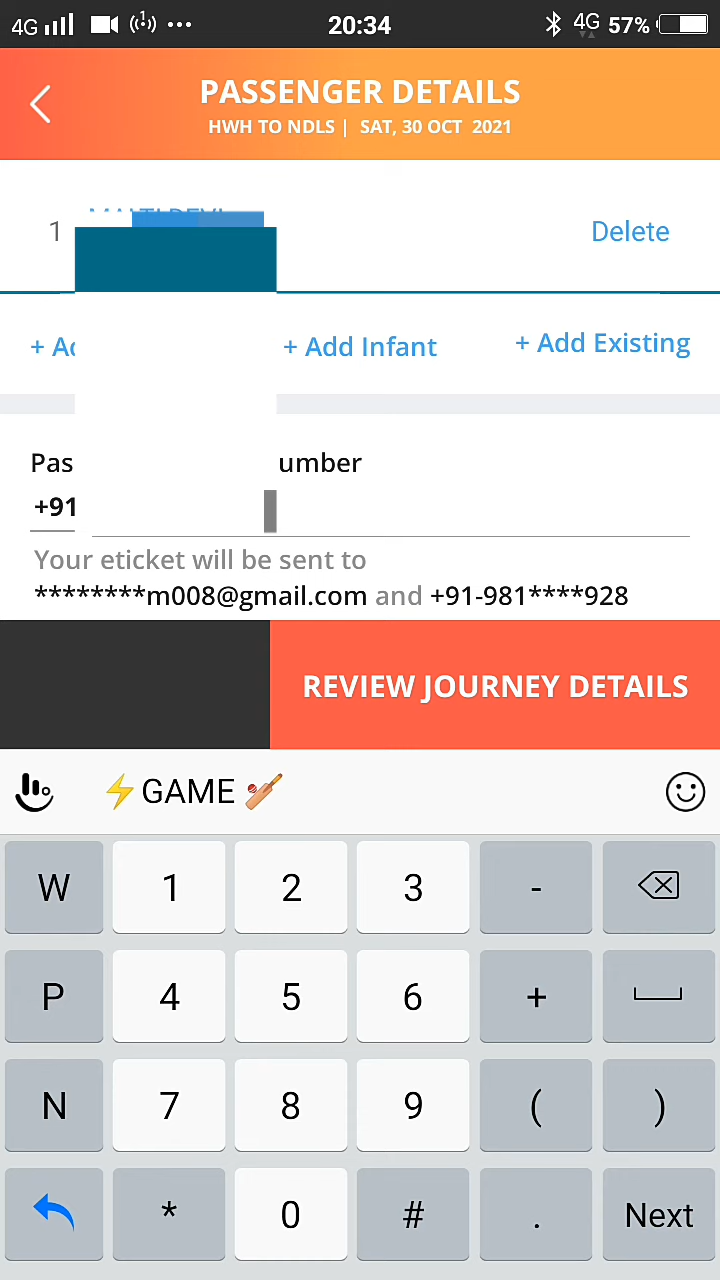 4G 20:34 4G 57%
PASSENGER DETAILS
HWH TO NDLS | SAT, 30 OCT 2021
1 Delete
+ Add Infant + Add Existing
Pas umber
+91
Your eticket will be sent to
********m008@gmail.com and +91-981****928
REVIEW JOURNEY DETAILS
⚡GAME 🏏
W 1 2 3 -
P 4 5 6 +
N 7 8 9 ( )
* 0 # . Next